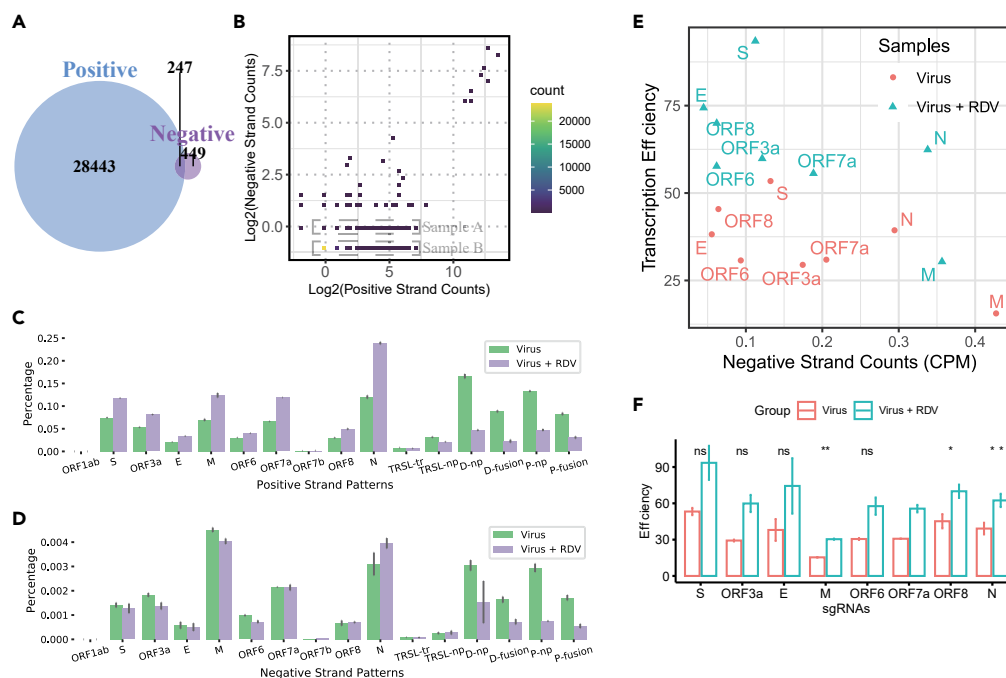 A
Positive
247
Negative
449
28443
B
Log2(Negative Strand Counts)
7.5
5.0
2.5
0.0
Sample A
Sample B
0
5
10
Log2(Positive Strand Counts)
count
20000
15000
10000
5000
C
Percentage
0.25
0.20
0.15
0.10
0.05
0.00
Virus
Virus + RDV
ORF1ab S ORF3a E M ORF6 ORF7a ORF7b ORF8 N TRSL-tr TRSL-np D-np D-fusion P-np P-fusion
Positive Strand Patterns
D
Percentage
0.004
0.003
0.002
0.001
0.000
Virus
Virus + RDV
ORF1ab S ORF3a E M ORF6 ORF7a ORF7b ORF8 N TRSL-tr TRSL-np D-np D-fusion P-np P-fusion
Negative Strand Patterns
E
Transcription Eff ciency
75
50
25
Samples
Virus
Virus + RDV
S
E
ORF8
ORF3a
ORF6
ORF7a
N
M
S
ORF8
E
ORF6
ORF3a
ORF7a
N
M
0.1 0.2 0.3 0.4
Negative Strand Counts (CPM)
F
Group Virus Virus + RDV
Eff ciency
90
60
30
0
ns ns ns ** ns * * *
S ORF3a E M ORF6 ORF7a ORF8 N
sgRNAs